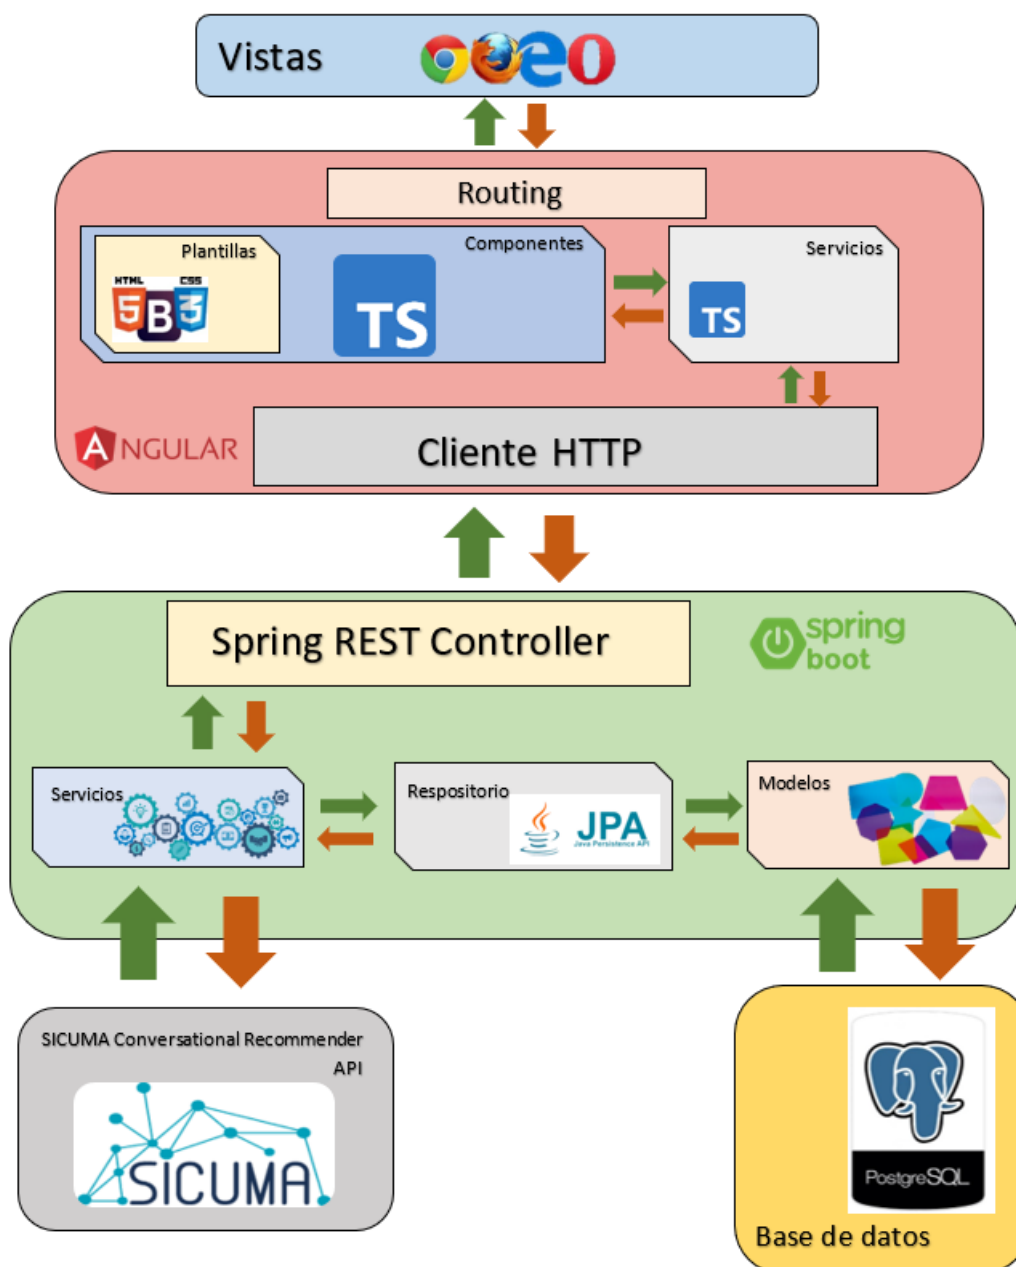 Vistas
Routing
Plantillas
Componentes
Servicios
HTML
CSS
5
B
3
TS
TS
ANGULAR
Cliente HTTP
Spring REST Controller
spring
boot
Servicios
Respositorio
Modelos
JPA
Java Persistence API
SICUMA Conversational Recommender
API
SICUMA
PostgreSQL
Base de datos